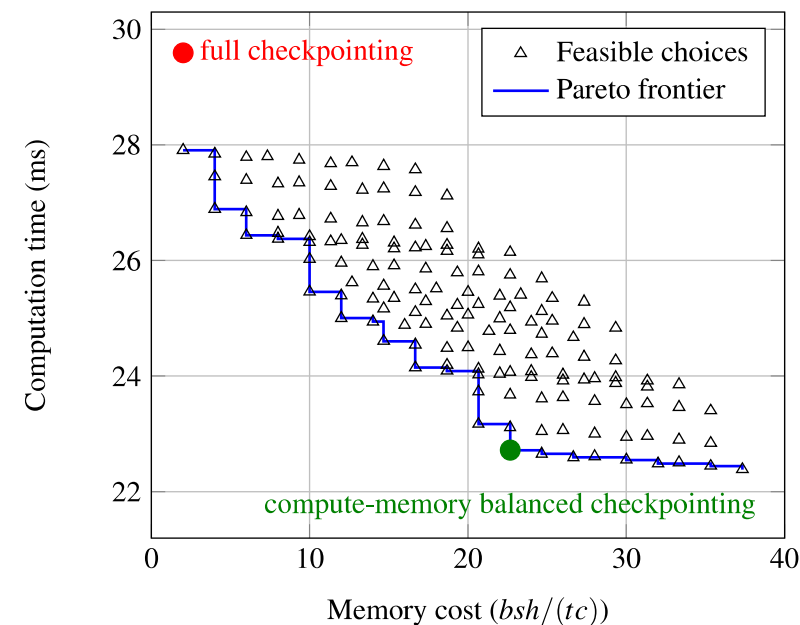 30
28
26
24
22
0
10
20
30
40
Computation time (ms)
Memory cost (bsh/(tc))
full checkpointing
Feasible choices
Pareto frontier
compute-memory balanced checkpointing